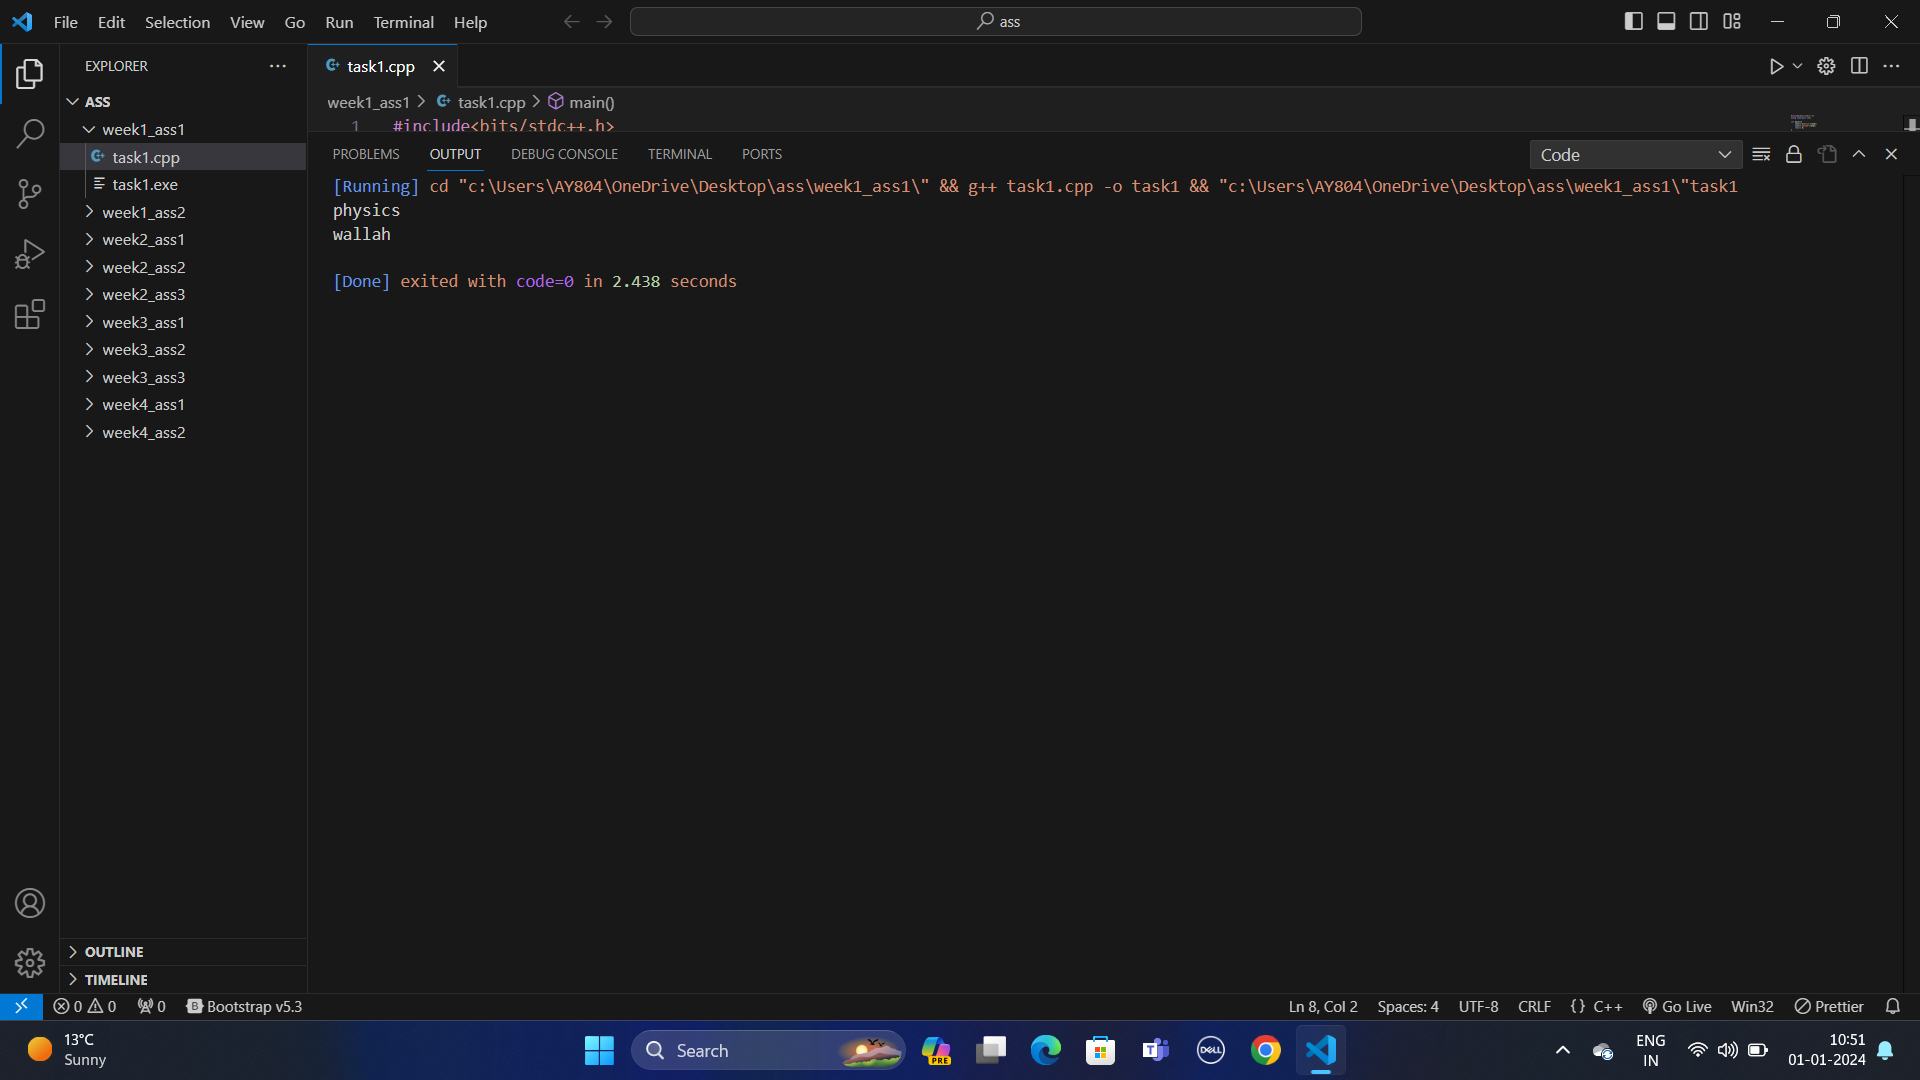 File Edit Selection View Go Run Terminal Help
ass
EXPLORER
ASS
week1_ass1
task1.cpp
task1.exe
week1_ass2
week2_ass1
week2_ass2
week2_ass3
week3_ass1
week3_ass2
week3_ass3
week4_ass1
week4_ass2
OUTLINE
TIMELINE
task1.cpp
week1_ass1 > task1.cpp > main()
1 #include<bits/stdc++.h>
PROBLEMS OUTPUT DEBUG CONSOLE TERMINAL PORTS
Code
[Running] cd "c:\Users\AY804\OneDrive\Desktop\ass\week1_ass1\" && g++ task1.cpp -o task1 && "c:\Users\AY804\OneDrive\Desktop\ass\week1_ass1\"task1
physics
wallah
[Done] exited with code=0 in 2.438 seconds
0 0 0 Bootstrap v5.3
Ln 8, Col 2 Spaces: 4 UTF-8 CRLF {} C++ Go Live Win32 Prettier
13°C
Sunny
Search
PRE
DELL
ENG
IN
10:51
01-01-2024